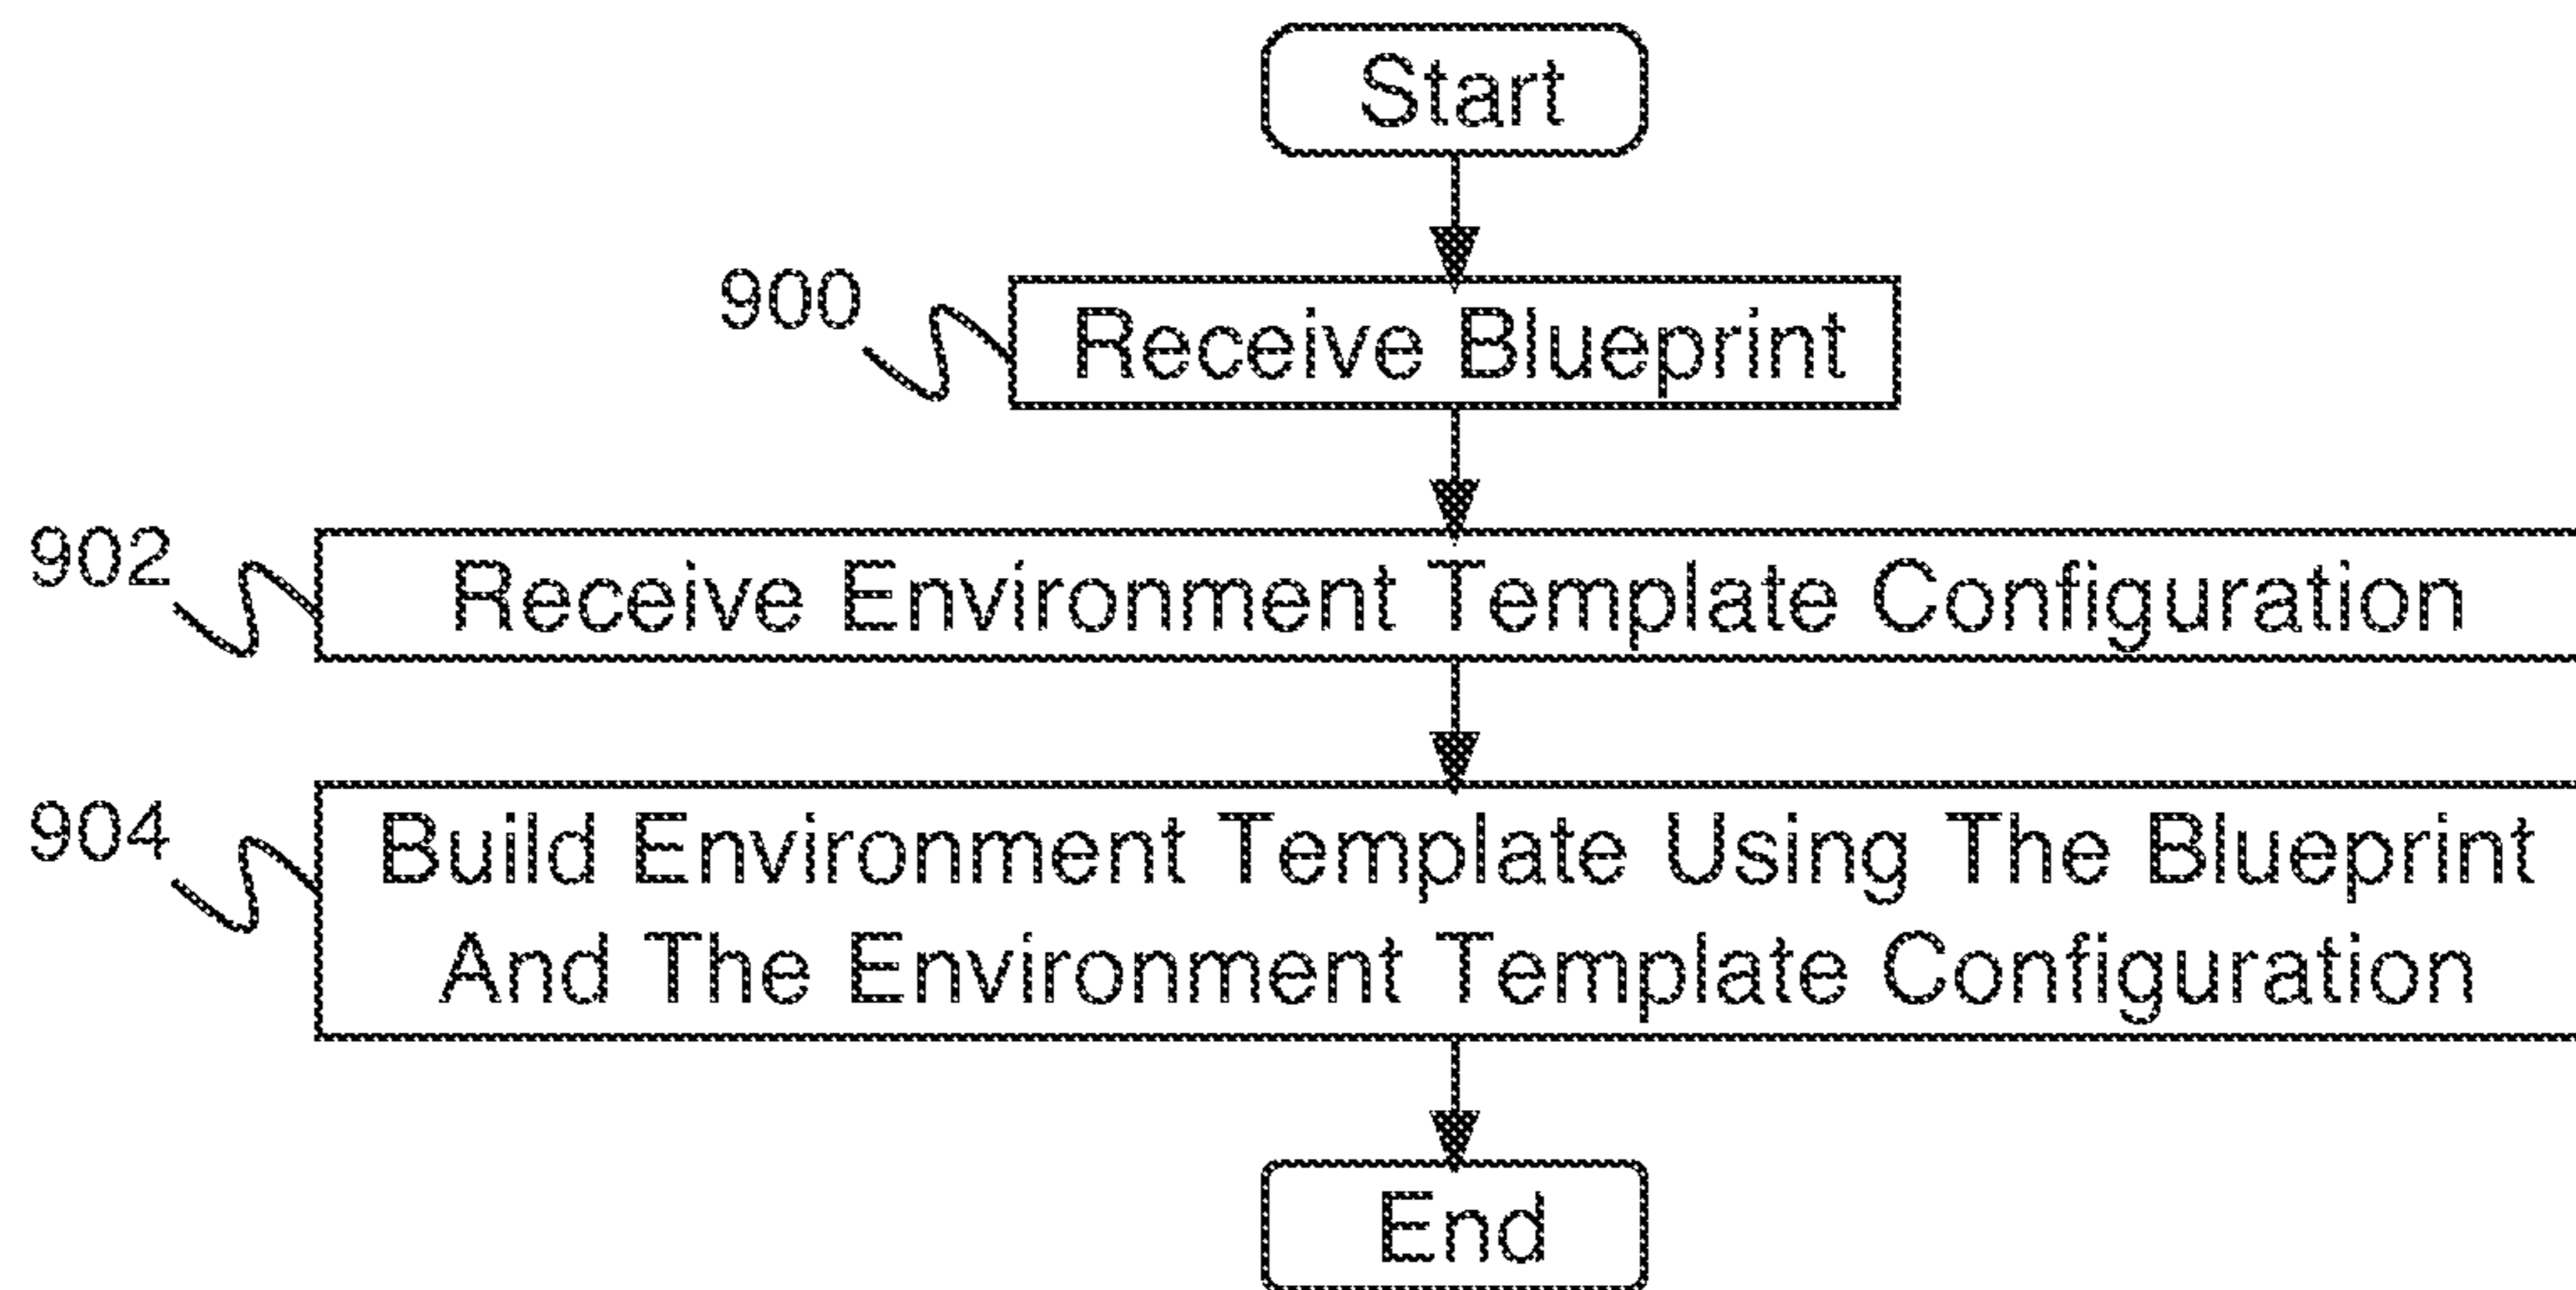 Start
900
Receive Blueprint
902
Receive Environment Template Configuration
904
Build Environment Template Using The Blueprint
And The Environment Template Configuration
End